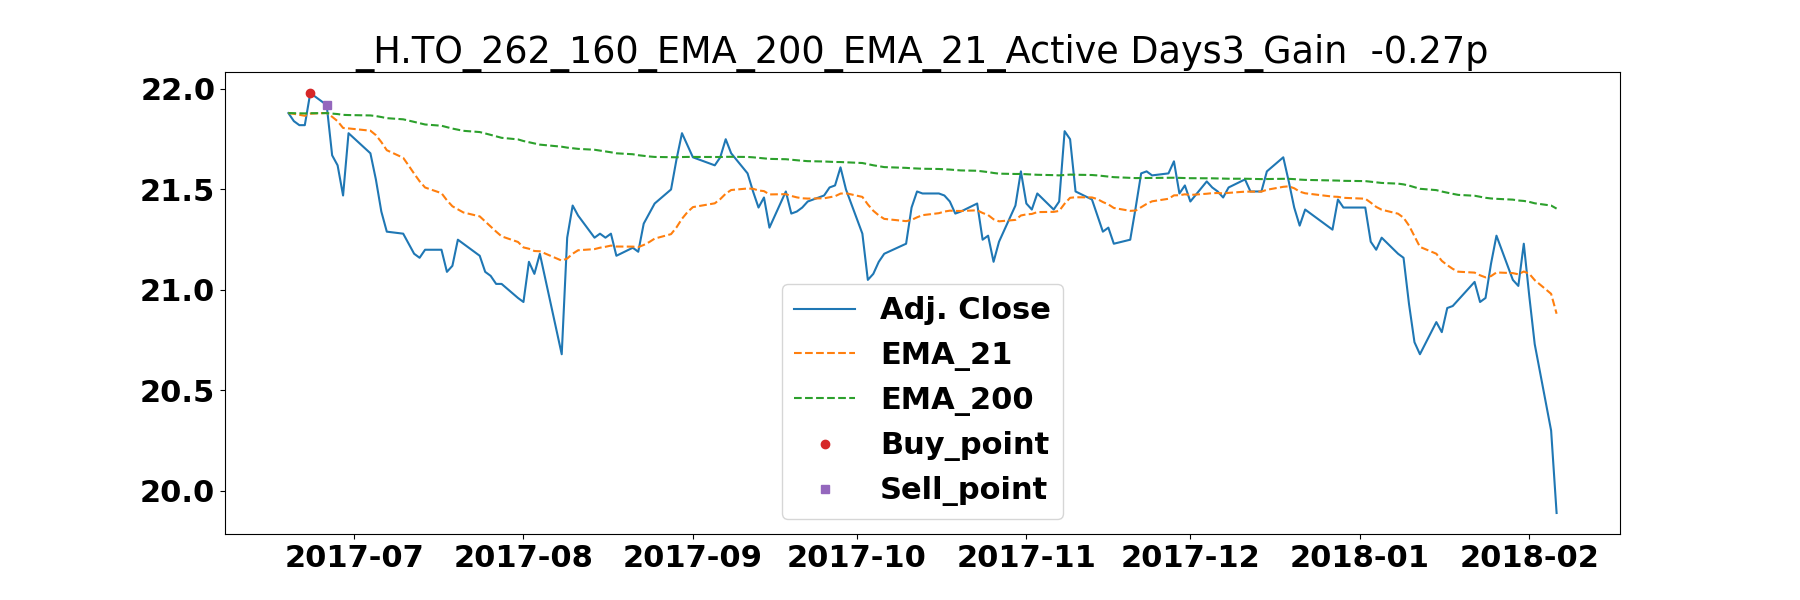 _H.TO_262_160_EMA_200_EMA_21_Active Days3_Gain  -0.27p
22.0
21.5
21.0
20.5
20.0
Adj. Close
EMA_21
EMA_200
Buy_point
Sell_point
2017-07 2017-08 2017-09 2017-10 2017-11 2017-12 2018-01 2018-02